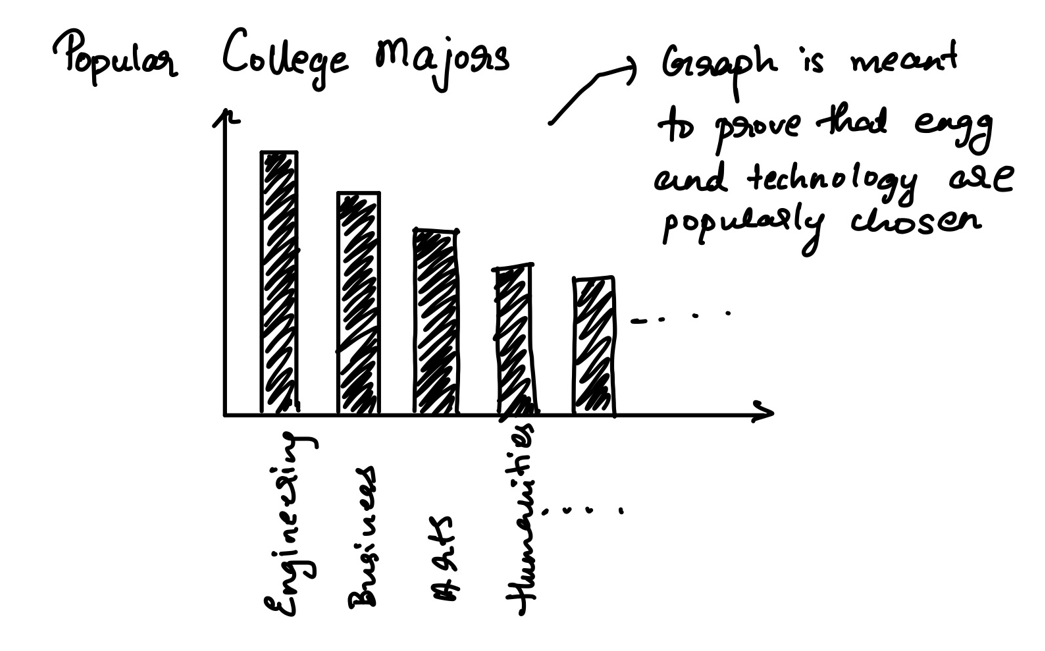 Popular College Majors
Graph is meant
to prove that engg
and technology are
popularly chosen
Engineering
Business
Arts
Humanities